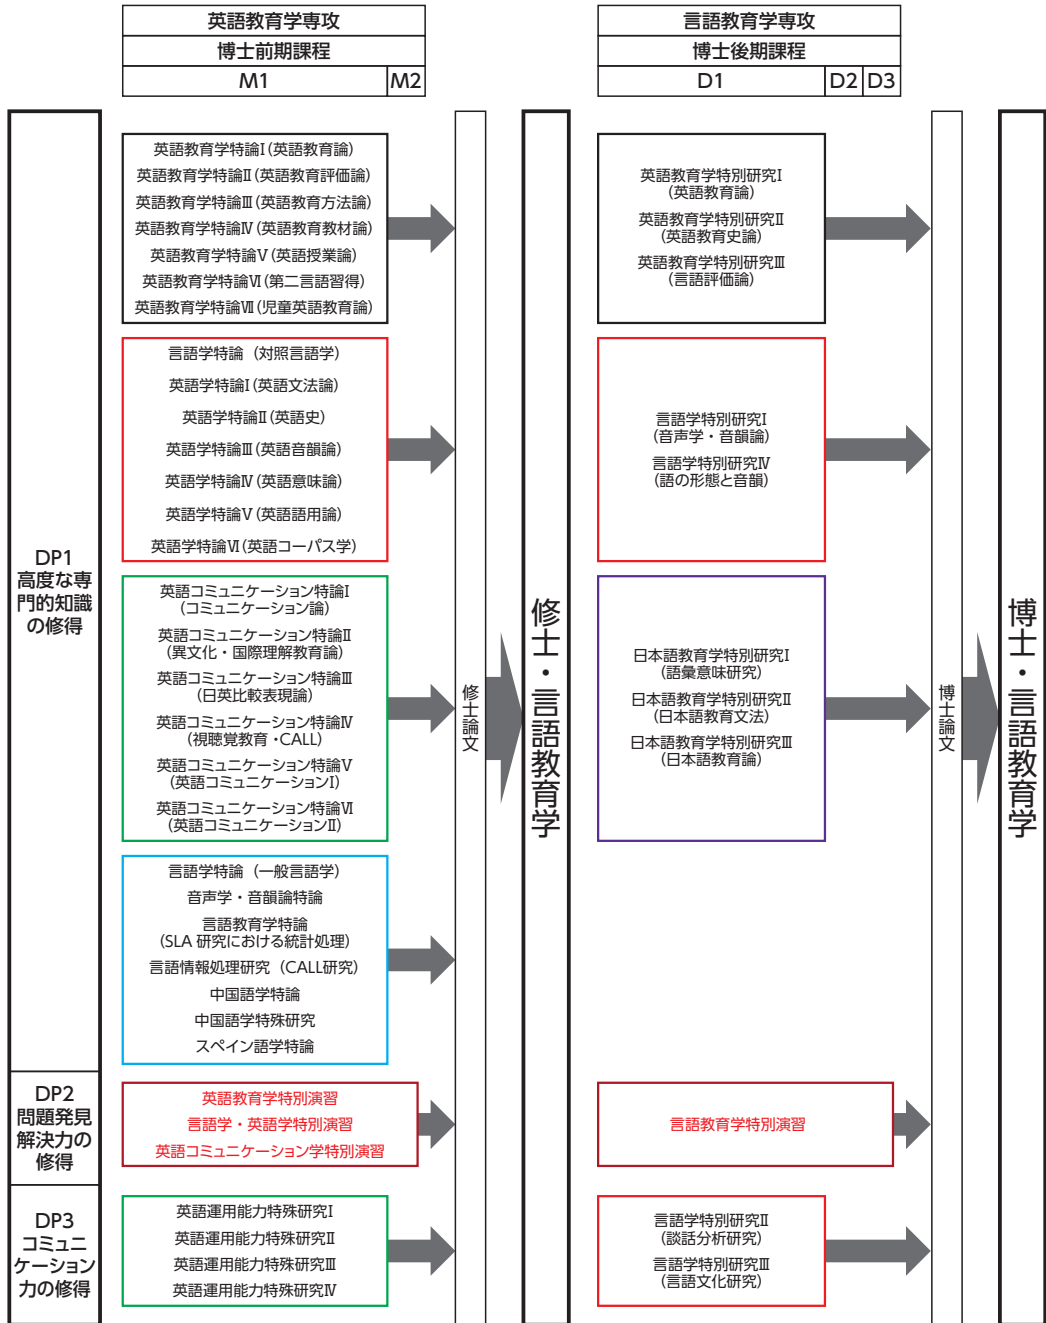 英語教育学専攻
博士前期課程
M1
M2
言語教育学専攻
博士後期課程
D1
D2
D3
DP1
高度な専
門的知識
の修得
英語教育学特論Ⅰ(英語教育論)
英語教育学特論Ⅱ(英語教育評価論)
英語教育学特論Ⅲ(英語教育方法論)
英語教育学特論Ⅳ(英語教育教材論)
英語教育学特論Ⅴ(英語授業論)
英語教育学特論Ⅵ(第二言語習得)
英語教育学特論Ⅶ(児童英語教育論)
言語学特論（対照言語学）
英語学特論Ⅰ(英語文法論)
英語学特論Ⅱ(英語史)
英語学特論Ⅲ(英語音韻論)
英語学特論Ⅳ(英語意味論)
英語学特論Ⅴ(英語語用論)
英語学特論Ⅵ(英語コーパス学)
英語コミュニケーション特論Ⅰ
(コミュニケーション論)
英語コミュニケーション特論Ⅱ
(異文化・国際理解教育論)
英語コミュニケーション特論Ⅲ
(日英比較表現論)
英語コミュニケーション特論Ⅳ
(視聴覚教育・CALL)
英語コミュニケーション特論Ⅴ
(英語コミュニケーションⅠ)
英語コミュニケーション特論Ⅵ
(英語コミュニケーションⅡ)
言語学特論（一般言語学）
音声学・音韻論特論
言語教育学特論
(SLA 研究における統計処理)
言語情報処理研究（CALL研究）
中国語学特論
中国語学特殊研究
スペイン語学特論
修士論文
修士・言語教育学
英語教育学特別研究Ⅰ
(英語教育論)
英語教育学特別研究Ⅱ
(英語教育史論)
英語教育学特別研究Ⅲ
(言語評価論)
言語学特別研究Ⅰ
(音声学・音韻論)
言語学特別研究Ⅳ
(語の形態と音韻)
日本語教育学特別研究Ⅰ
(語彙意味研究)
日本語教育学特別研究Ⅱ
(日本語教育文法)
日本語教育学特別研究Ⅲ
(日本語教育論)
博士論文
博士・言語教育学
DP2
問題発見
解決力の
修得
英語教育学特別演習
言語学・英語学特別演習
英語コミュニケーション学特別演習
言語教育学特別演習
DP3
コミュニ
ケーション
力の修得
英語運用能力特殊研究Ⅰ
英語運用能力特殊研究Ⅱ
英語運用能力特殊研究Ⅲ
英語運用能力特殊研究Ⅳ
言語学特別研究Ⅱ
(談話分析研究)
言語学特別研究Ⅲ
(言語文化研究)